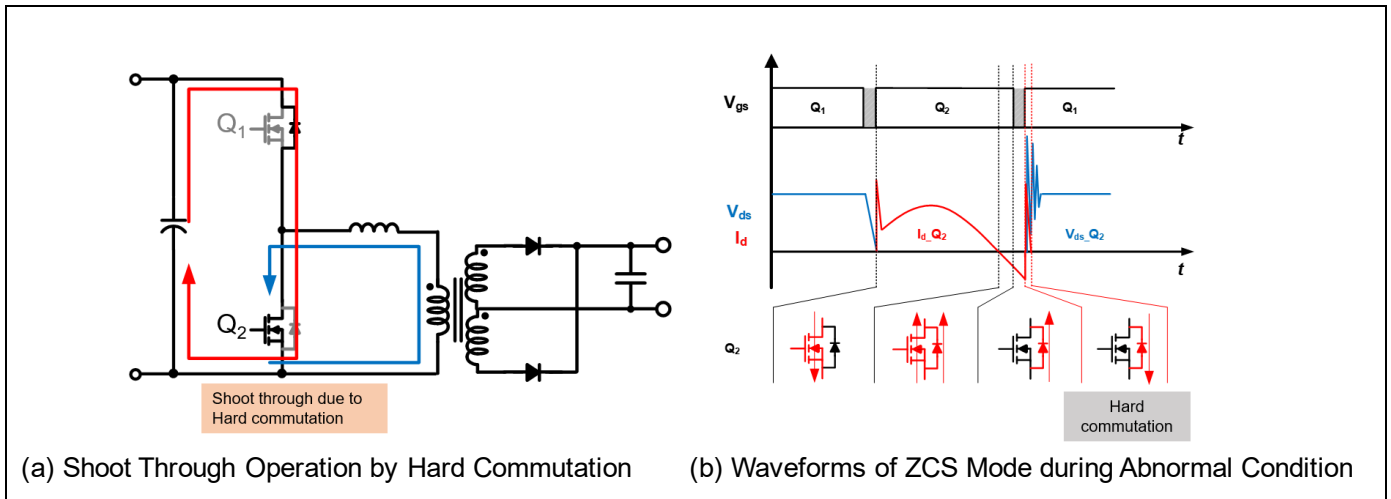 Q1
Q2
Shoot through due to
Hard commutation
(a) Shoot Through Operation by Hard Commutation
Vgs
Q1
Q2
Q1
t
Vds
Id
Id_Q2
Vds_Q2
t
Q2
Hard
commutation
(b) Waveforms of ZCS Mode during Abnormal Condition